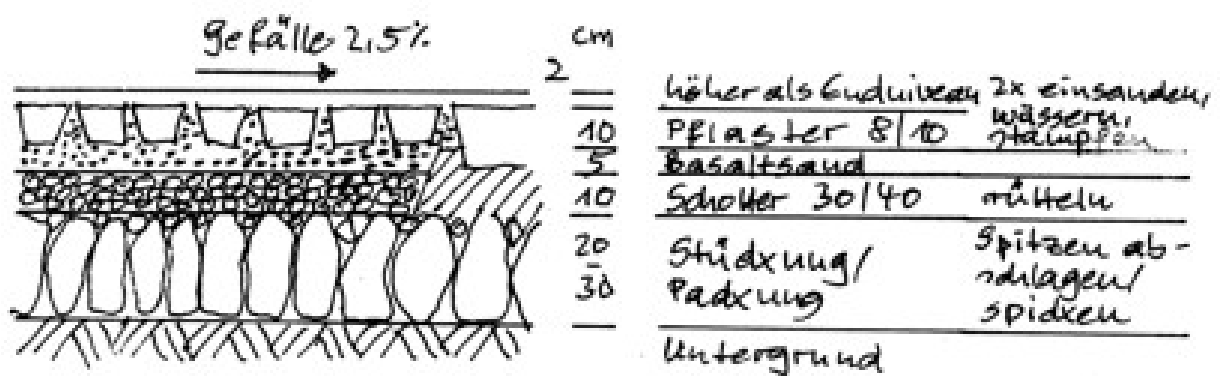 Gefälle 2,5%
cm
2
höher als Endniveau 2x einsanden,
wässern,
10 Pflaster 8/10 stampfen
5 Basaltsand
10 Schotter 30/40 rütteln
20 - 30
Stückung/ Spitzen ab-
Packung schlagen/
spicken
Untergrund